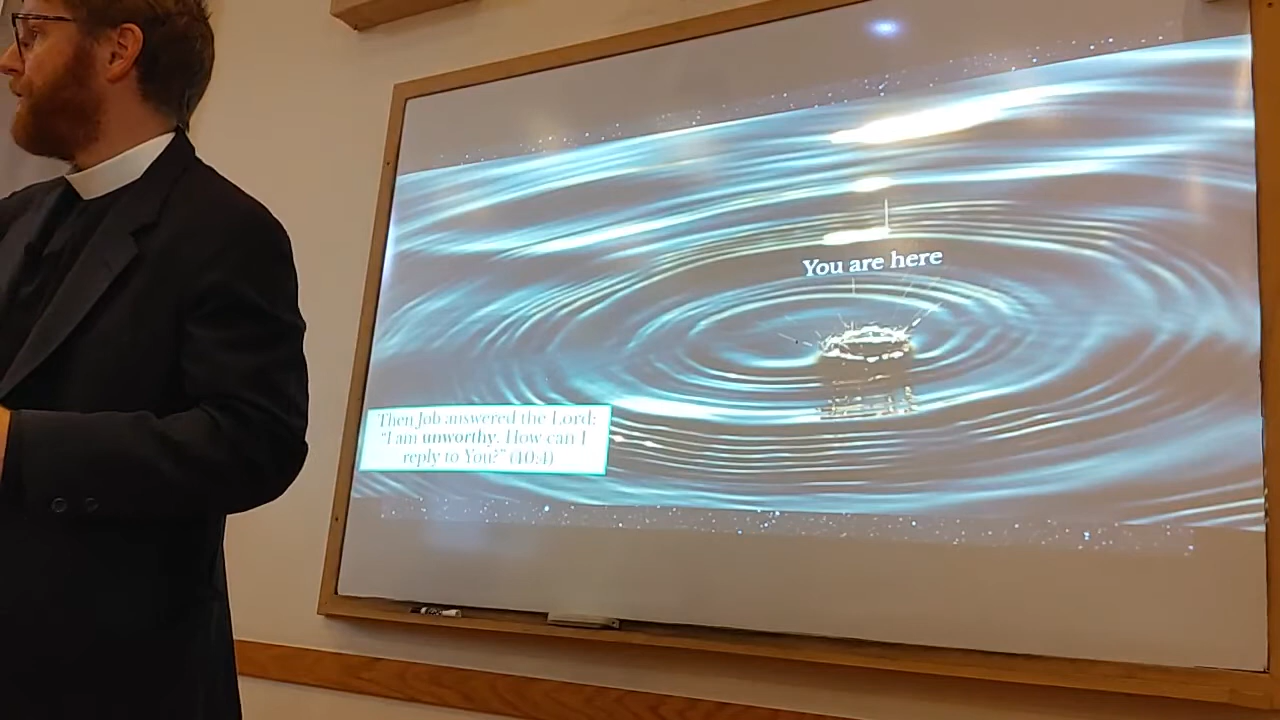 You are here
Then Job answered the Lord:
"I am unworthy. How can I
reply to You?" (40:4)